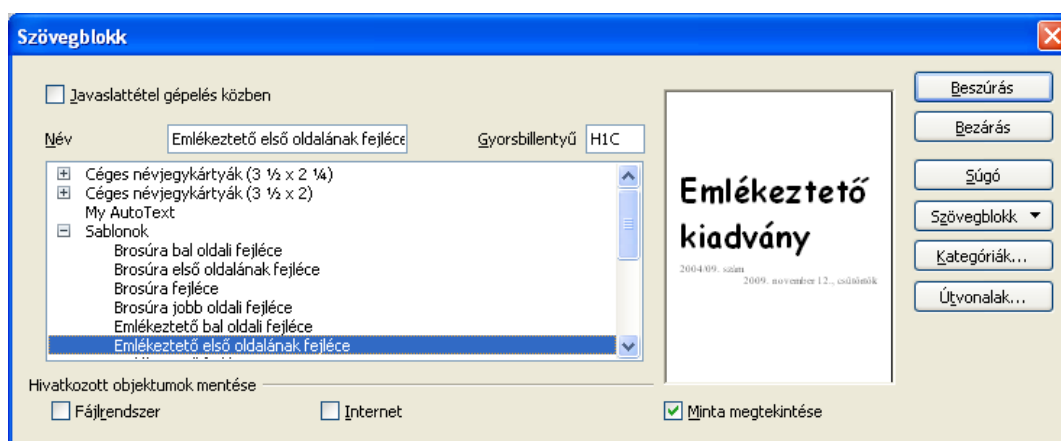 Szövegblokk
Javaslattétel gépelés közben
Név
Emlékeztető első oldalának fejléce
Gyorsbillentyű
H1C
Céges névjegykártyák (3 ½ x 2 ¼)
Céges névjegykártyák (3 ½ x 2)
My AutoText
Sablonok
Brosúra bal oldali fejléce
Brosúra első oldalának fejléce
Brosúra fejléce
Brosúra jobb oldali fejléce
Emlékeztető bal oldali fejléce
Emlékeztető első oldalának fejléce
Emlékeztető
kiadvány
2004/09. szám
2009. november 12., csütörtök
Beszúrás
Bezárás
Súgó
Szövegblokk
Kategóriák...
Útvonalak...
Hivatkozott objektumok mentése
Fájlrendszer
Internet
Minta megtekintése